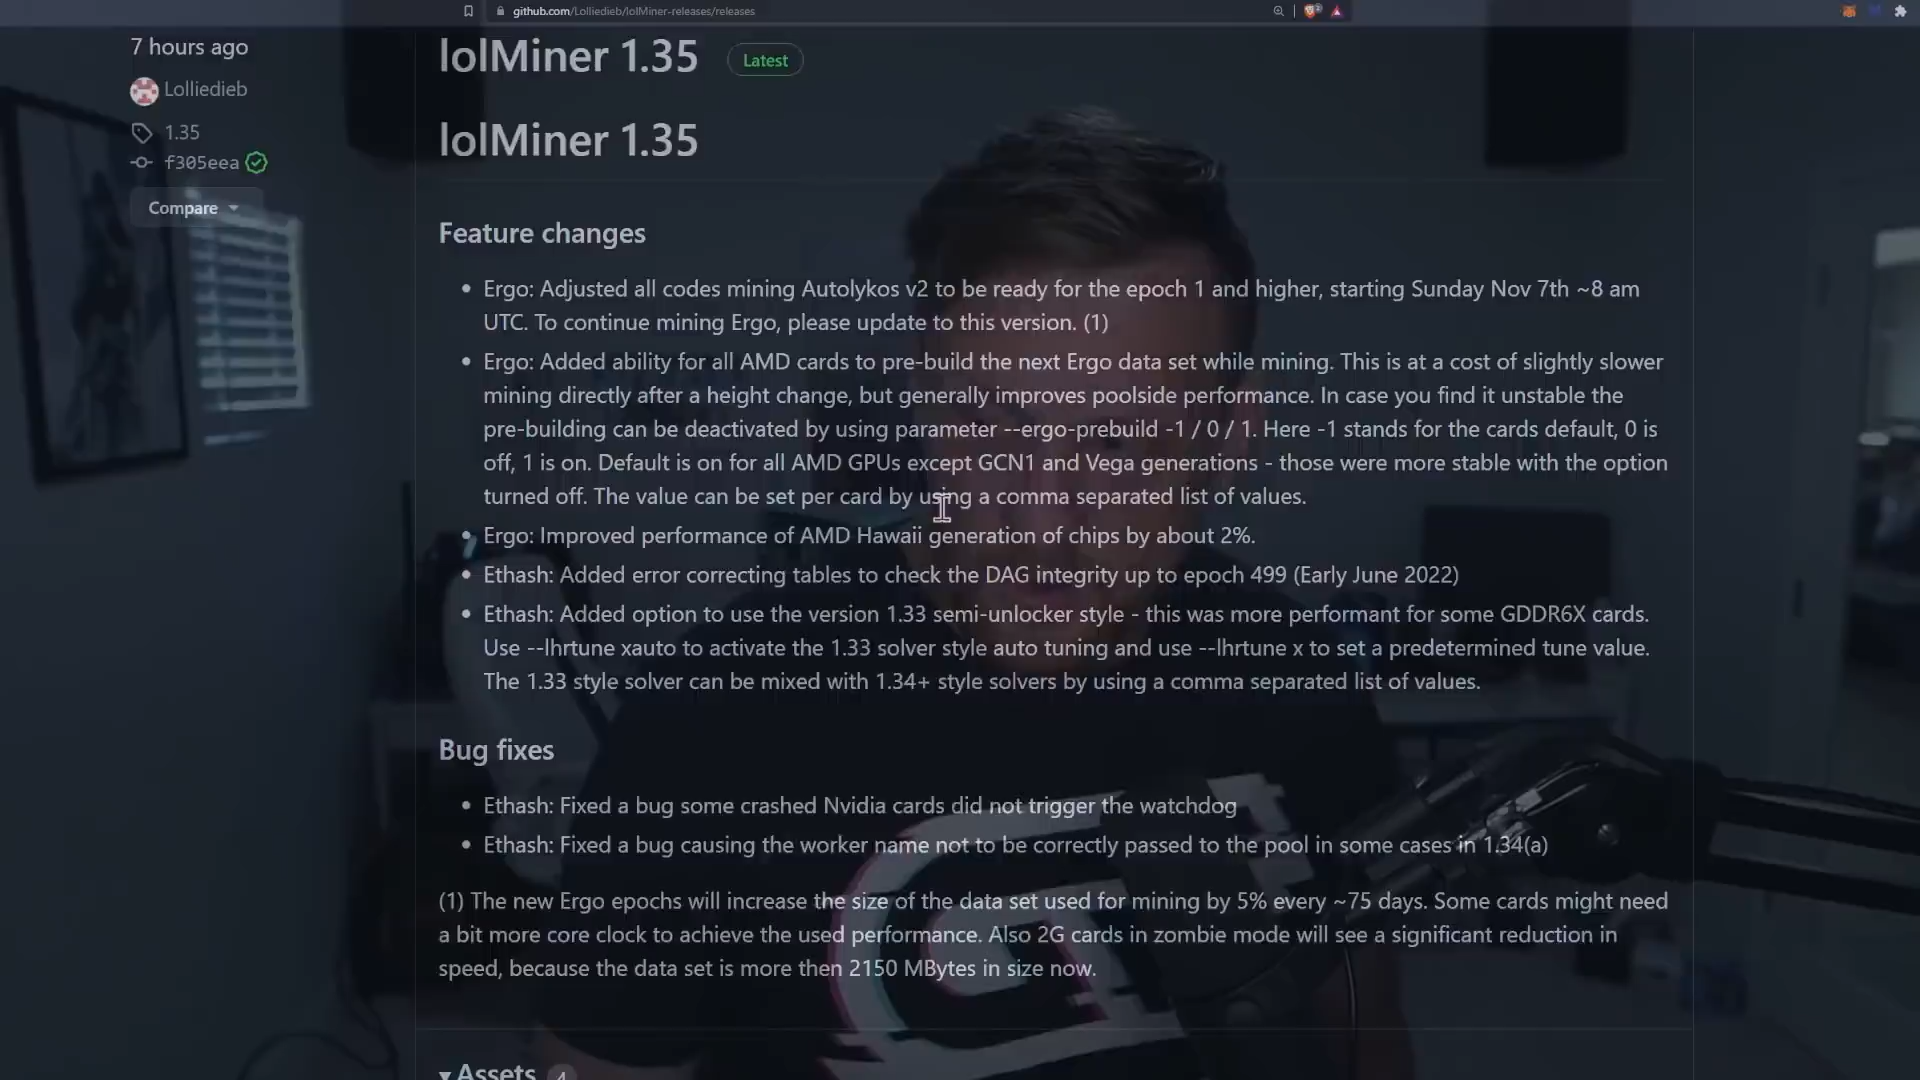 github.com/Lolliedieb/lolMiner-releases/releases
7 hours ago
Lolliedieb
1.35
f305eea
Compare
lolMiner 1.35 Latest
lolMiner 1.35
Feature changes
• Ergo: Adjusted all codes mining Autolykos v2 to be ready for the epoch 1 and higher, starting Sunday Nov 7th ~8 am
UTC. To continue mining Ergo, please update to this version. (1)
• Ergo: Added ability for all AMD cards to pre-build the next Ergo data set while mining. This is at a cost of slightly slower
mining directly after a height change, but generally improves poolside performance. In case you find it unstable the
pre-building can be deactivated by using parameter --ergo-prebuild -1 / 0 / 1. Here -1 stands for the cards default, 0 is
off, 1 is on. Default is on for all AMD GPUs except GCN1 and Vega generations - those were more stable with the option
turned off. The value can be set per card by using a comma separated list of values.
• Ergo: Improved performance of AMD Hawaii generation of chips by about 2%.
• Ethash: Added error correcting tables to check the DAG integrity up to epoch 499 (Early June 2022)
• Ethash: Added option to use the version 1.33 semi-unlocker style - this was more performant for some GDDR6X cards.
Use --lhrtune xauto to activate the 1.33 solver style auto tuning and use --lhrtune x to set a predetermined tune value.
The 1.33 style solver can be mixed with 1.34+ style solvers by using a comma separated list of values.
Bug fixes
• Ethash: Fixed a bug some crashed Nvidia cards did not trigger the watchdog
• Ethash: Fixed a bug causing the worker name not to be correctly passed to the pool in some cases in 1.34(a)
(1) The new Ergo epochs will increase the size of the data set used for mining by 5% every ~75 days. Some cards might need
a bit more core clock to achieve the used performance. Also 2G cards in zombie mode will see a significant reduction in
speed, because the data set is more then 2150 MBytes in size now.
Assets 4